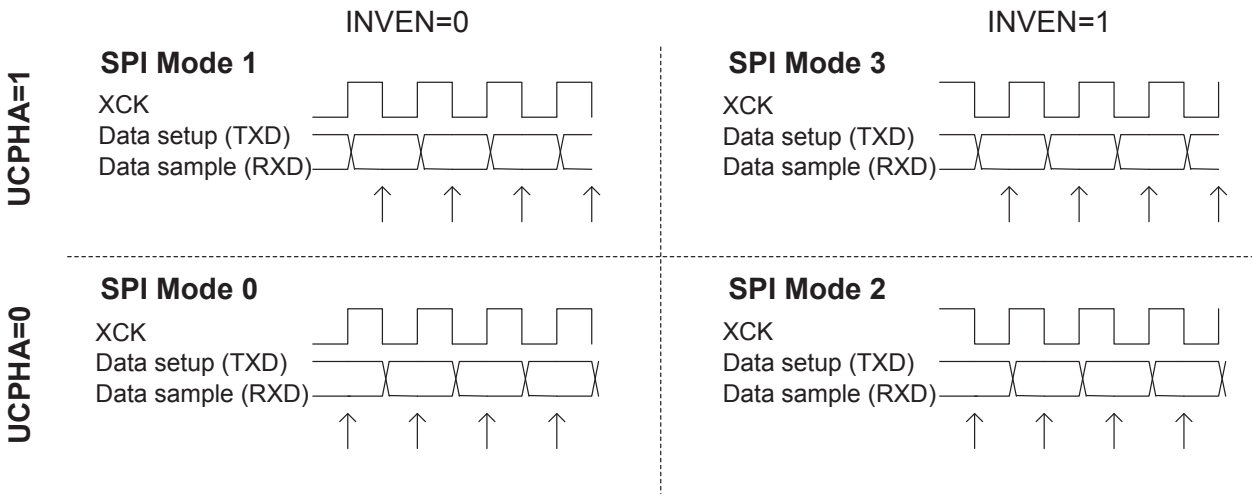 INVEN=0
INVEN=1
UCPHA=1
SPI Mode 1
XCK
Data setup (TXD)
Data sample (RXD)
SPI Mode 3
XCK
Data setup (TXD)
Data sample (RXD)
UCPHA=0
SPI Mode 0
XCK
Data setup (TXD)
Data sample (RXD)
SPI Mode 2
XCK
Data setup (TXD)
Data sample (RXD)